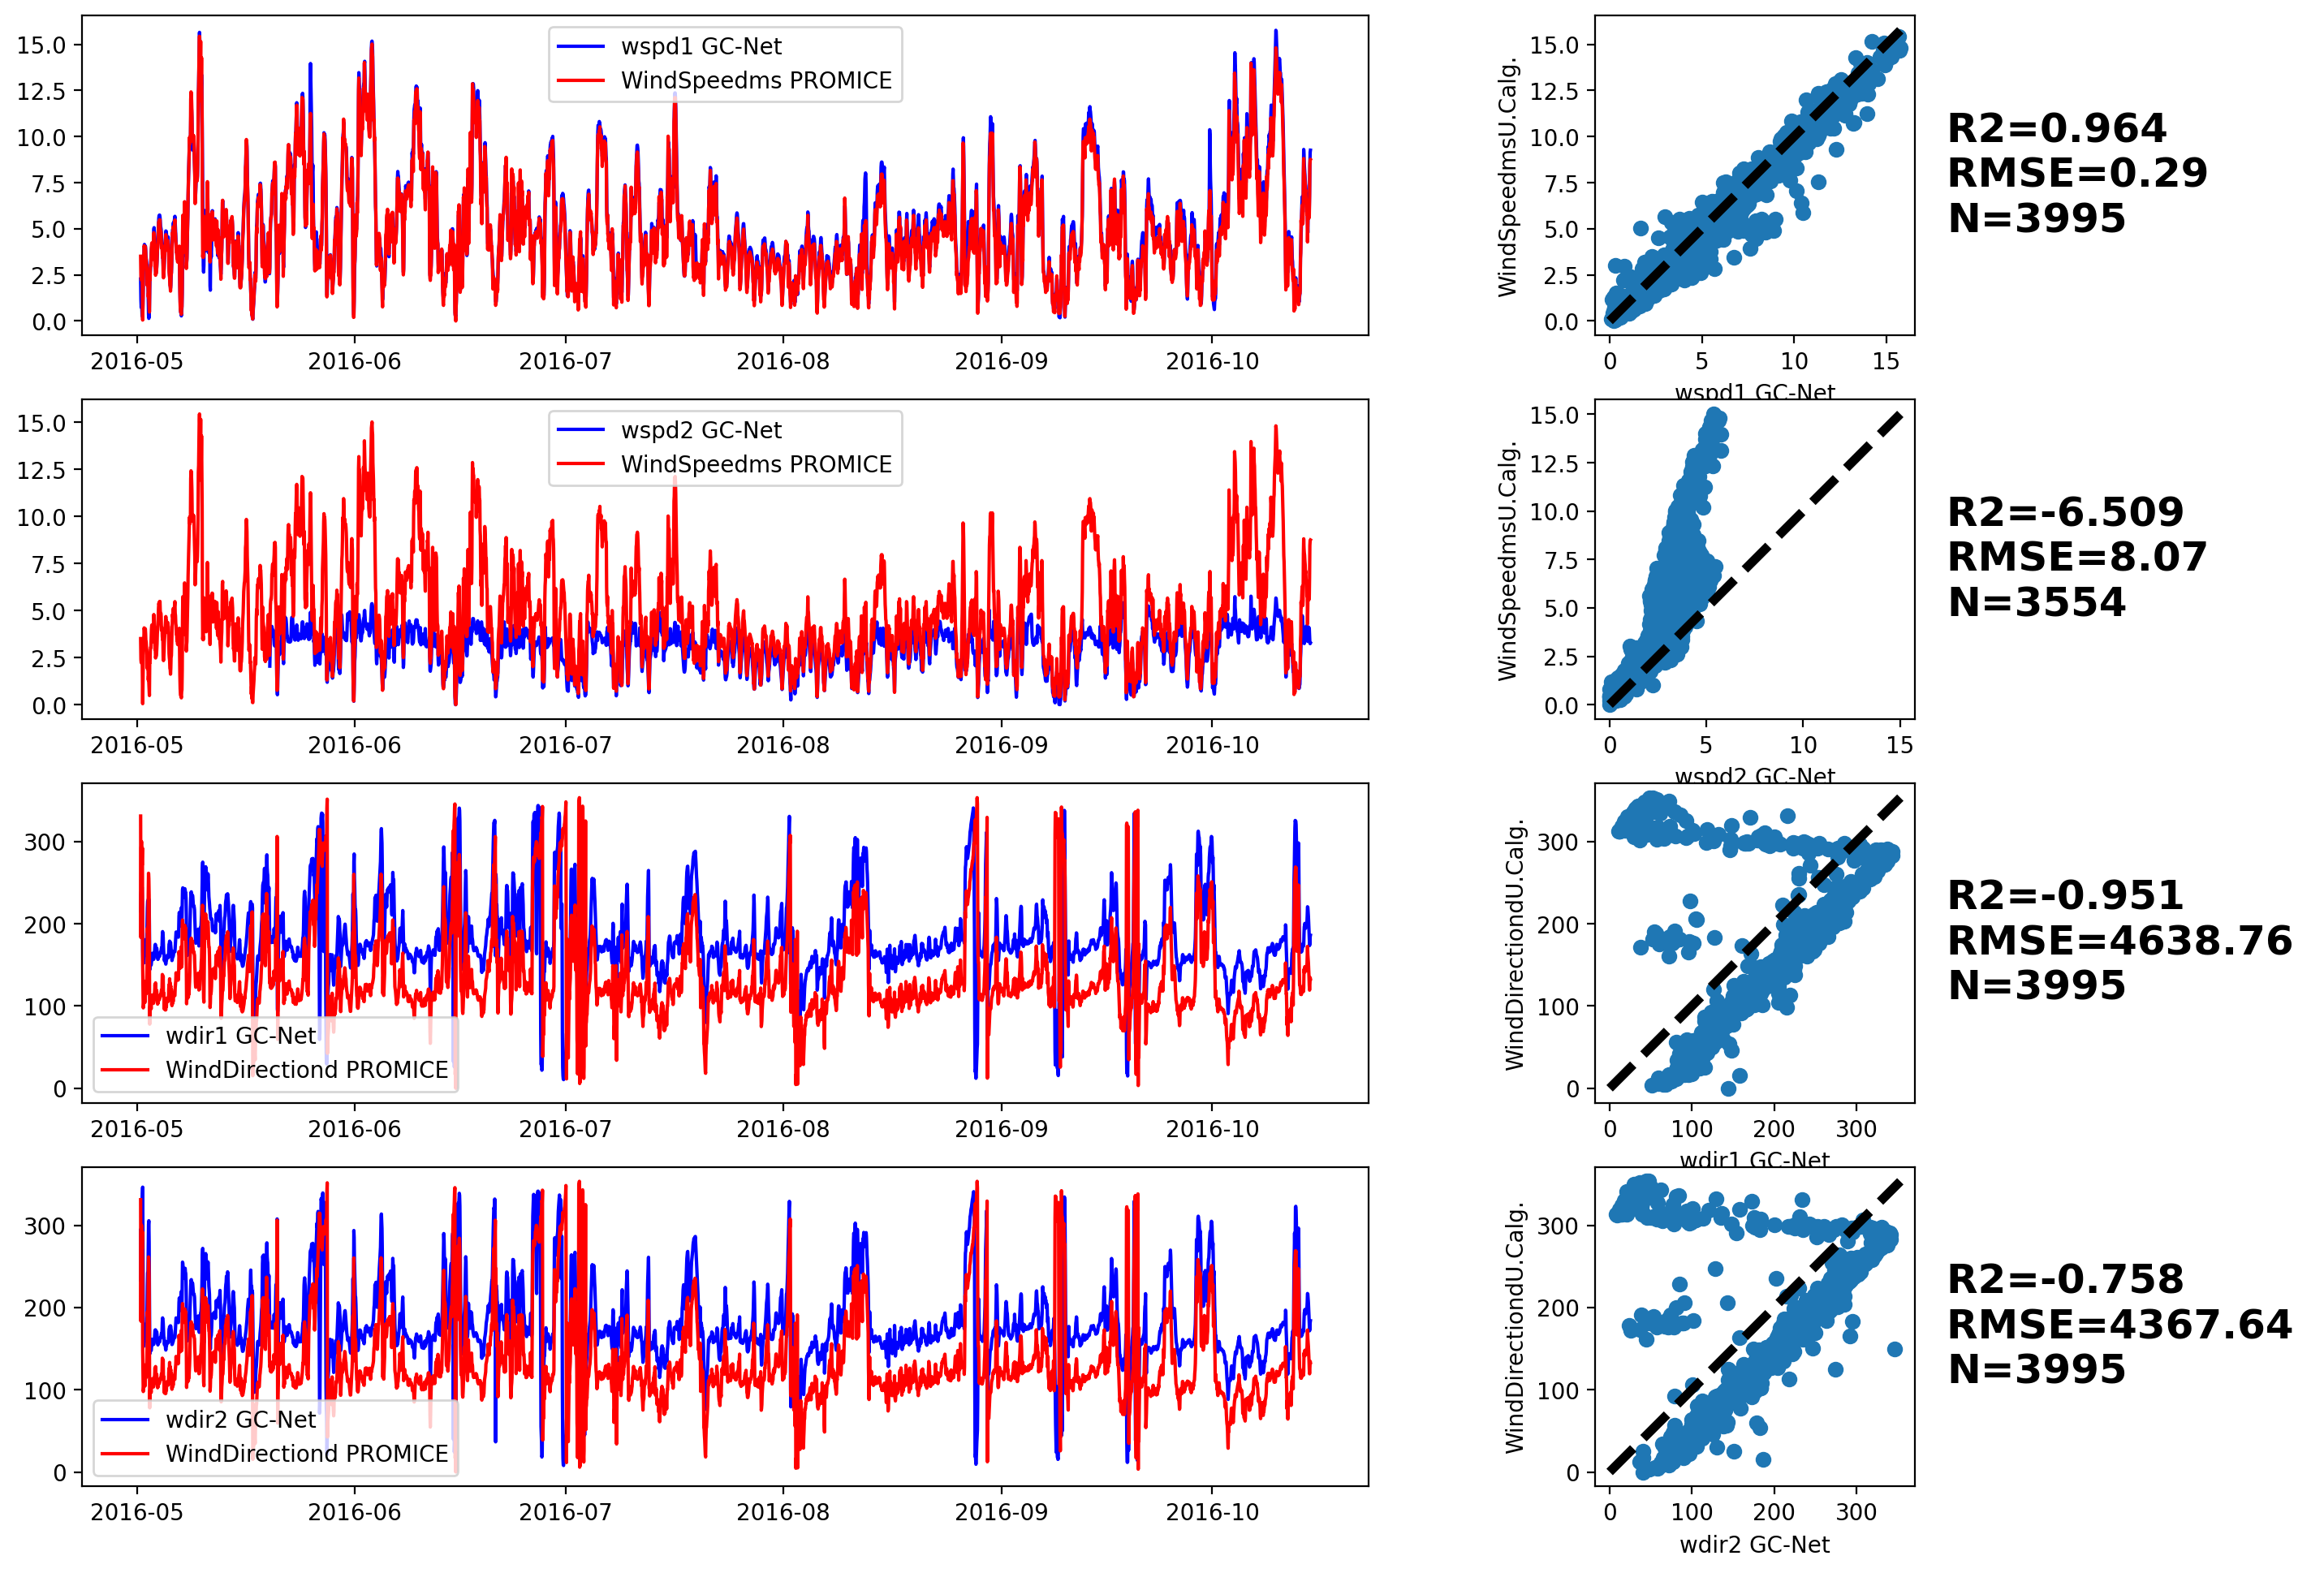 15.0
12.5
10.0
7.5
5.0
2.5
0.0
wspd1 GC-Net
WindSpeedms PROMICE
2016-05 2016-06 2016-07 2016-08 2016-09 2016-10
WindSpeedmsU.Calg.
15.0
12.5
10.0
7.5
5.0
2.5
0.0
0 5 10 15
wspd1 GC-Net
R2=0.964
RMSE=0.29
N=3995
15.0
12.5
10.0
7.5
5.0
2.5
0.0
wspd2 GC-Net
WindSpeedms PROMICE
2016-05 2016-06 2016-07 2016-08 2016-09 2016-10
WindSpeedmsU.Calg.
15.0
12.5
10.0
7.5
5.0
2.5
0.0
0 5 10 15
wspd2 GC-Net
R2=-6.509
RMSE=8.07
N=3554
300
200
100
0
wdir1 GC-Net
WindDirectiond PROMICE
2016-05 2016-06 2016-07 2016-08 2016-09 2016-10
WindDirectiondU.Calg.
300
200
100
0
0 100 200 300
wdir1 GC-Net
R2=-0.951
RMSE=4638.76
N=3995
300
200
100
0
wdir2 GC-Net
WindDirectiond PROMICE
2016-05 2016-06 2016-07 2016-08 2016-09 2016-10
WindDirectiondU.Calg.
300
200
100
0
0 100 200 300
wdir2 GC-Net
R2=-0.758
RMSE=4367.64
N=3995